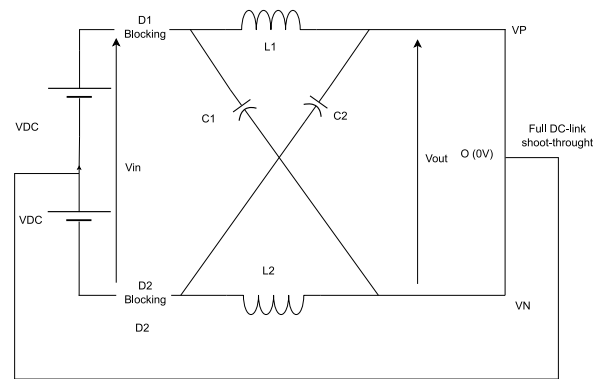 D1
Blocking
L1
VP
C1
C2
VDC
Full DC-link
shoot-throught
Vin
Vout
O (0V)
VDC
L2
D2
Blocking
VN
D2